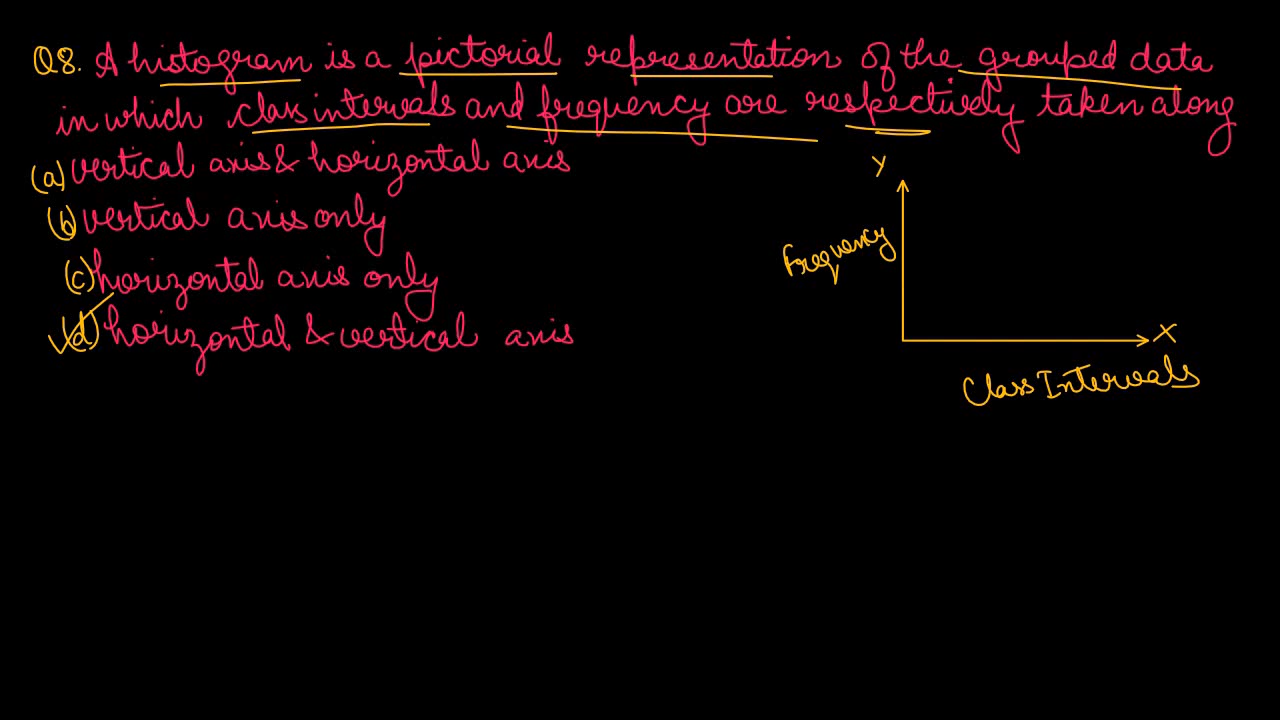 Q8. A histogram is a pictorial representation of the grouped data
in which class intervals and frequency are respectively taken along
(a) vertical axis & horizontal axis
(b) vertical axis only
(c) horizontal axis only
(d) horizontal & vertical axis
Y
Frequency
X
Class Intervals